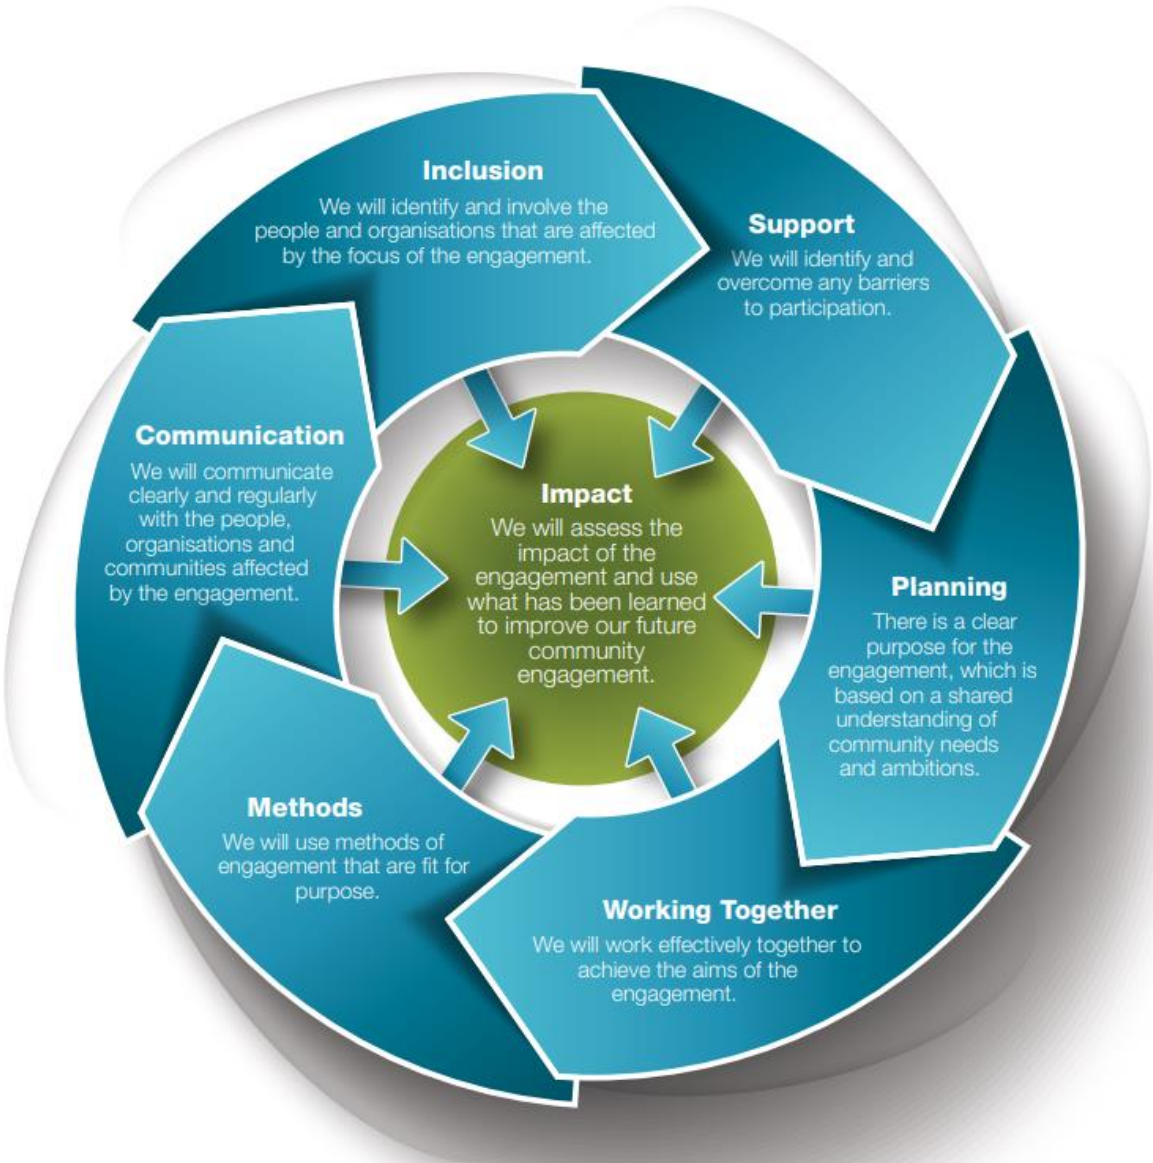 Inclusion
We will identify and involve the
people and organisations that are affected
by the focus of the engagement.
Support
We will identify and
overcome any barriers
to participation.
Planning
There is a clear
purpose for the
engagement, which is
based on a shared
understanding of
community needs
and ambitions.
Working Together
We will work effectively together to
achieve the aims of the
engagement.
Methods
We will use methods of
engagement that are fit for
purpose.
Communication
We will communicate
clearly and regularly
with the people,
organisations and
communities affected
by the engagement.
Impact
We will assess the
impact of the
engagement and use
what has been learned
to improve our future
community
engagement.